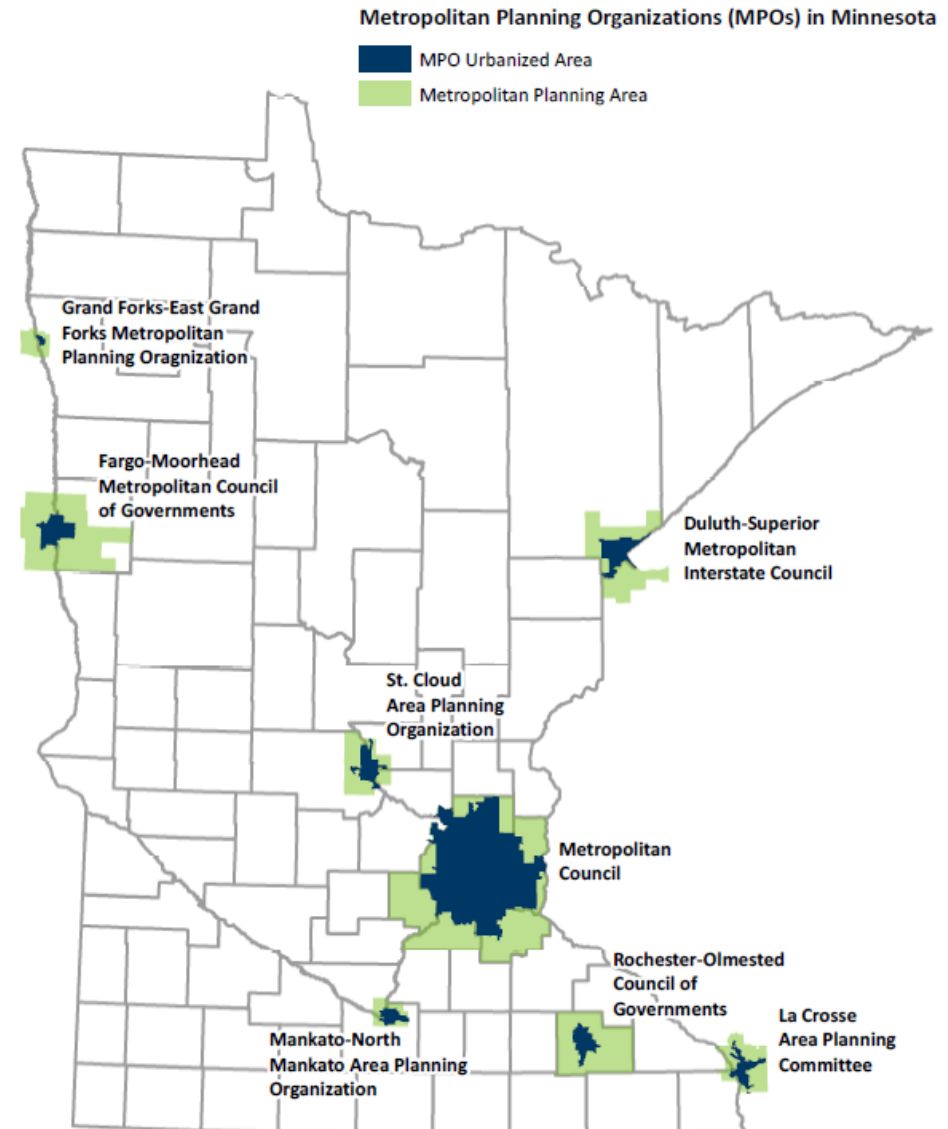 Metropolitan Planning Organizations (MPOs) in Minnesota
MPO Urbanized Area
Metropolitan Planning Area
Grand Forks-East Grand
Forks Metropolitan
Planning Oragnization
Fargo-Moorhead
Metropolitan Council
of Governments
Duluth-Superior
Metropolitan
Interstate Council
St. Cloud
Area Planning
Organization
Metropolitan
Council
Rochester-Olmested
Council of
Governments
La Crosse
Area Planning
Committee
Mankato-North
Mankato Area Planning
Organization